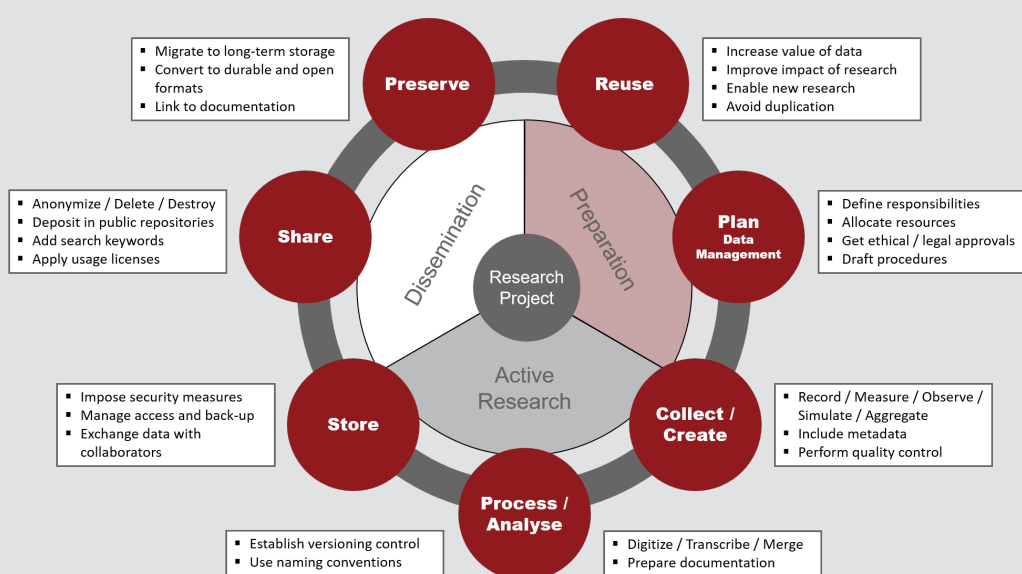 Preserve
▪ Migrate to long-term storage
▪ Convert to durable and open
formats
▪ Link to documentation
Reuse
▪ Increase value of data
▪ Improve impact of research
▪ Enable new research
▪ Avoid duplication
Share
▪ Anonymize / Delete / Destroy
▪ Deposit in public repositories
▪ Add search keywords
▪ Apply usage licenses
Dissemination
Preparation
Research
Project
Plan
Data
Management
▪ Define responsibilities
▪ Allocate resources
▪ Get ethical / legal approvals
▪ Draft procedures
Active
Research
Store
▪ Impose security measures
▪ Manage access and back-up
▪ Exchange data with
collaborators
Collect /
Create
▪ Record / Measure / Observe /
Simulate / Aggregate
▪ Include metadata
▪ Perform quality control
Process /
Analyse
▪ Establish versioning control
▪ Use naming conventions
▪ Digitize / Transcribe / Merge
▪ Prepare documentation